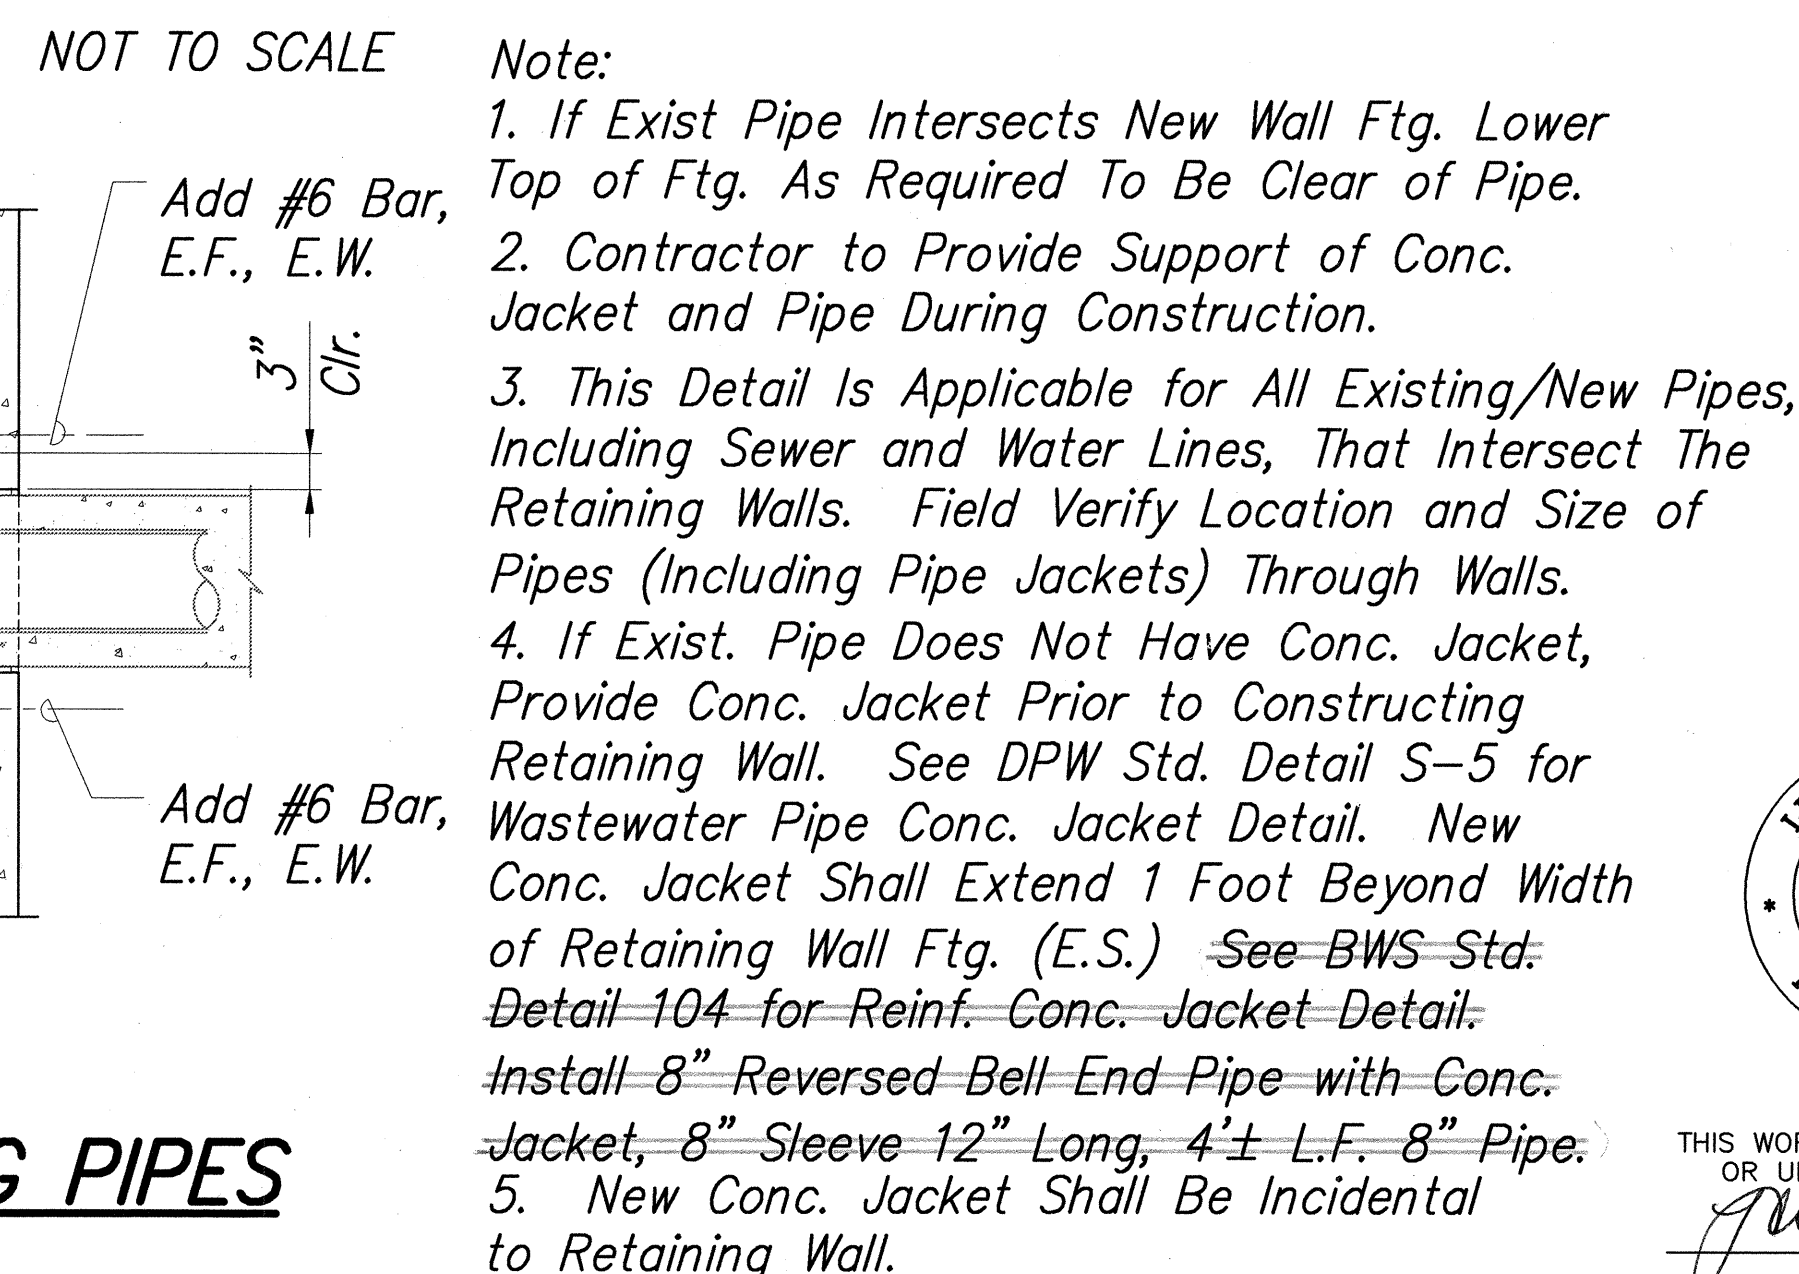 NOT TO SCALE
Add #6 Bar,
E.F., E.W.
3"
Clr.
Add #6 Bar,
E.F., E.W.
G PIPES
Note:
1. If Exist Pipe Intersects New Wall Ftg. Lower
Top of Ftg. As Required To Be Clear of Pipe.
2. Contractor to Provide Support of Conc.
Jacket and Pipe During Construction.
3. This Detail Is Applicable for All Existing/New Pipes,
Including Sewer and Water Lines, That Intersect The
Retaining Walls. Field Verify Location and Size of
Pipes (Including Pipe Jackets) Through Walls.
4. If Exist. Pipe Does Not Have Conc. Jacket,
Provide Conc. Jacket Prior to Constructing
Retaining Wall. See DPW Std. Detail S-5 for
Wastewater Pipe Conc. Jacket Detail. New
Conc. Jacket Shall Extend 1 Foot Beyond Width
of Retaining Wall Ftg. (E.S.) See BWS Std.
Detail 104 for Reinf. Conc. Jacket Detail.
Install 8" Reversed Bell End Pipe with Conc.
Jacket, 8" Sleeve 12" Long, 4'± L.F. 8" Pipe.
5. New Conc. Jacket Shall Be Incidental
to Retaining Wall.
THIS WOR
OR U